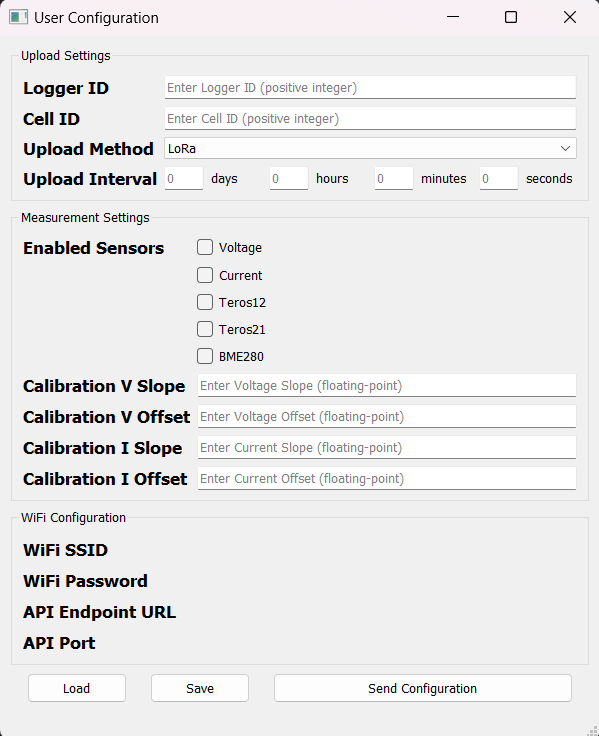 User Configuration
Upload Settings
Logger ID Enter Logger ID (positive integer)
Cell ID Enter Cell ID (positive integer)
Upload Method LoRa
Upload Interval 0 days 0 hours 0 minutes 0 seconds
Measurement Settings
Enabled Sensors Voltage
Current
Teros12
Teros21
BME280
Calibration V Slope Enter Voltage Slope (floating-point)
Calibration V Offset Enter Voltage Offset (floating-point)
Calibration I Slope Enter Current Slope (floating-point)
Calibration I Offset Enter Current Offset (floating-point)
WiFi Configuration
WiFi SSID
WiFi Password
API Endpoint URL
API Port
Load Save Send Configuration